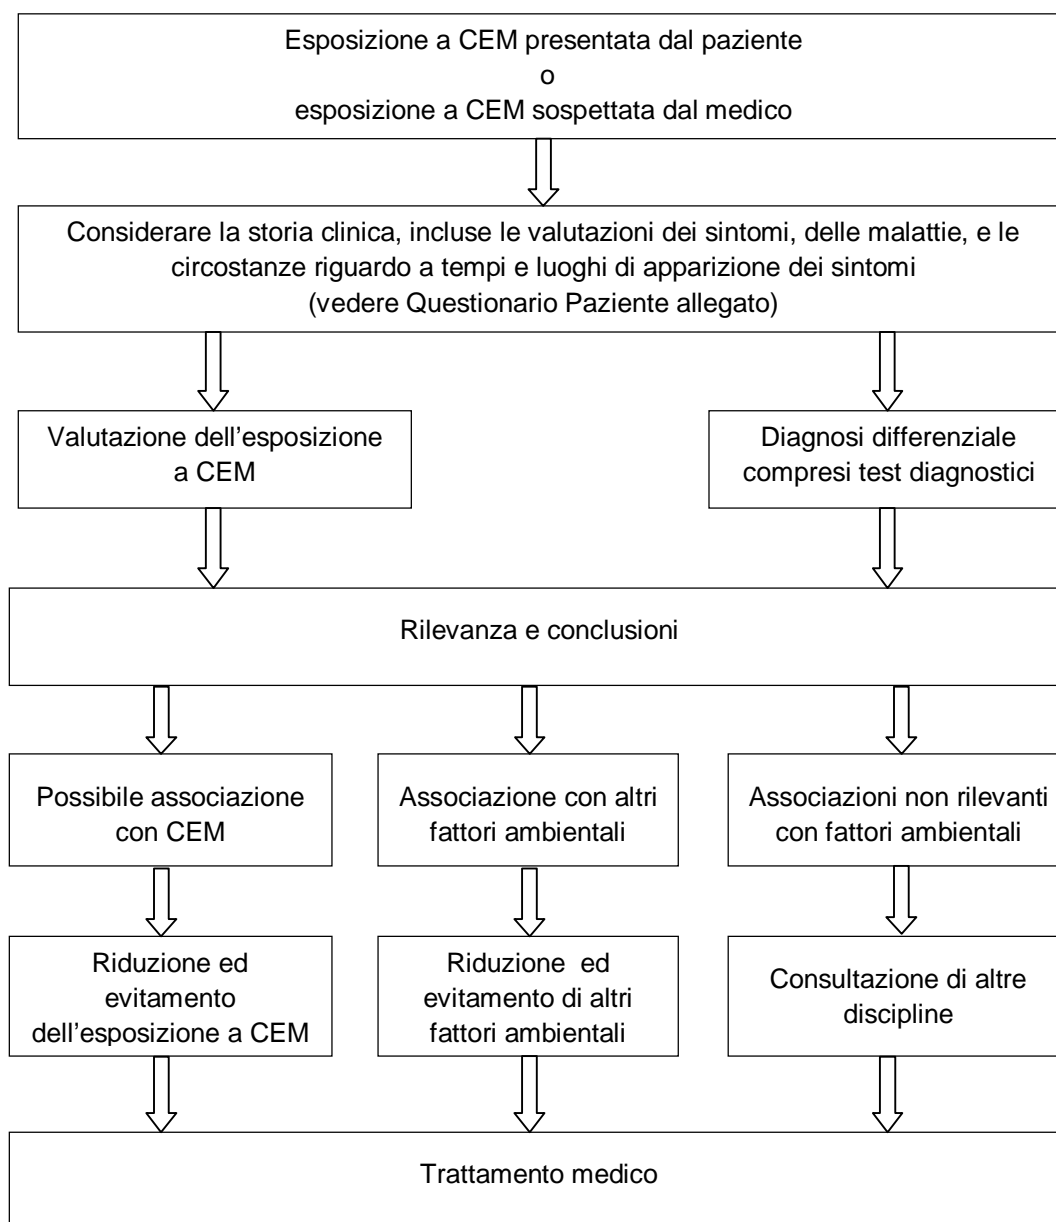 Esposizione a CEM presentata dal paziente
o
esposizione a CEM sospettata dal medico
Considerare la storia clinica, incluse le valutazioni dei sintomi, delle malattie, e le
circostanze riguardo a tempi e luoghi di apparizione dei sintomi
(vedere Questionario Paziente allegato)
Valutazione dell’esposizione
a CEM
Diagnosi differenziale
compresi test diagnostici
Rilevanza e conclusioni
Possibile associazione
con CEM
Associazione con altri
fattori ambientali
Associazioni non rilevanti
con fattori ambientali
Riduzione ed
evitamento
dell’esposizione a CEM
Riduzione ed
evitamento di altri
fattori ambientali
Consultazione di altre
discipline
Trattamento medico